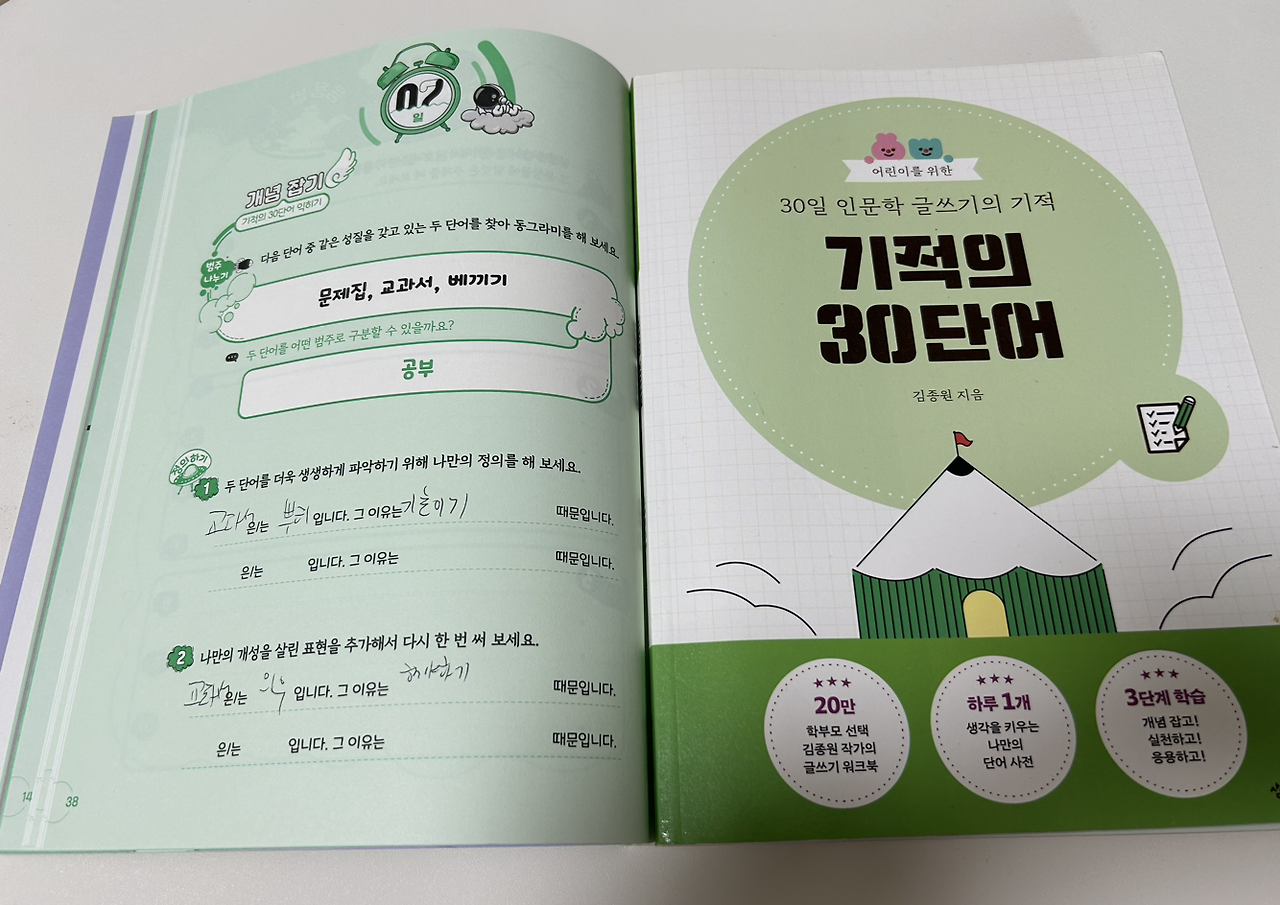 07
일
개념 잡기
기적의 30단어 익히기
범주
나누기
다음 단어 중 같은 성질을 갖고 있는 두 단어를 찾아 동그라미를 해 보세요.
문제집, 교과서, 베끼기
두 단어를 어떤 범주로 구분할 수 있을까요?
공부
정의하기
1 두 단어를 더욱 생생하게 파악하기 위해 나만의 정의를 해 보세요.
교과서 은/는 뿌리 입니다. 그 이유는 기초이기 때문입니다.
은/는 입니다. 그 이유는 때문입니다.
2 나만의 개성을 살린 표현을 추가해서 다시 한 번 써 보세요.
교과서 은/는 입니다. 그 이유는 해야하기 때문입니다.
은/는 입니다. 그 이유는 때문입니다.
14
38
어린이를 위한
30일 인문학 글쓰기의 기적
기적의
30단어
김종원 지음
20만
학부모 선택
김종원 작가의
글쓰기 워크북
하루 1개
생각을 키우는
나만의
단어 사전
3단계 학습
개념 잡고!
실천하고!
응용하고!